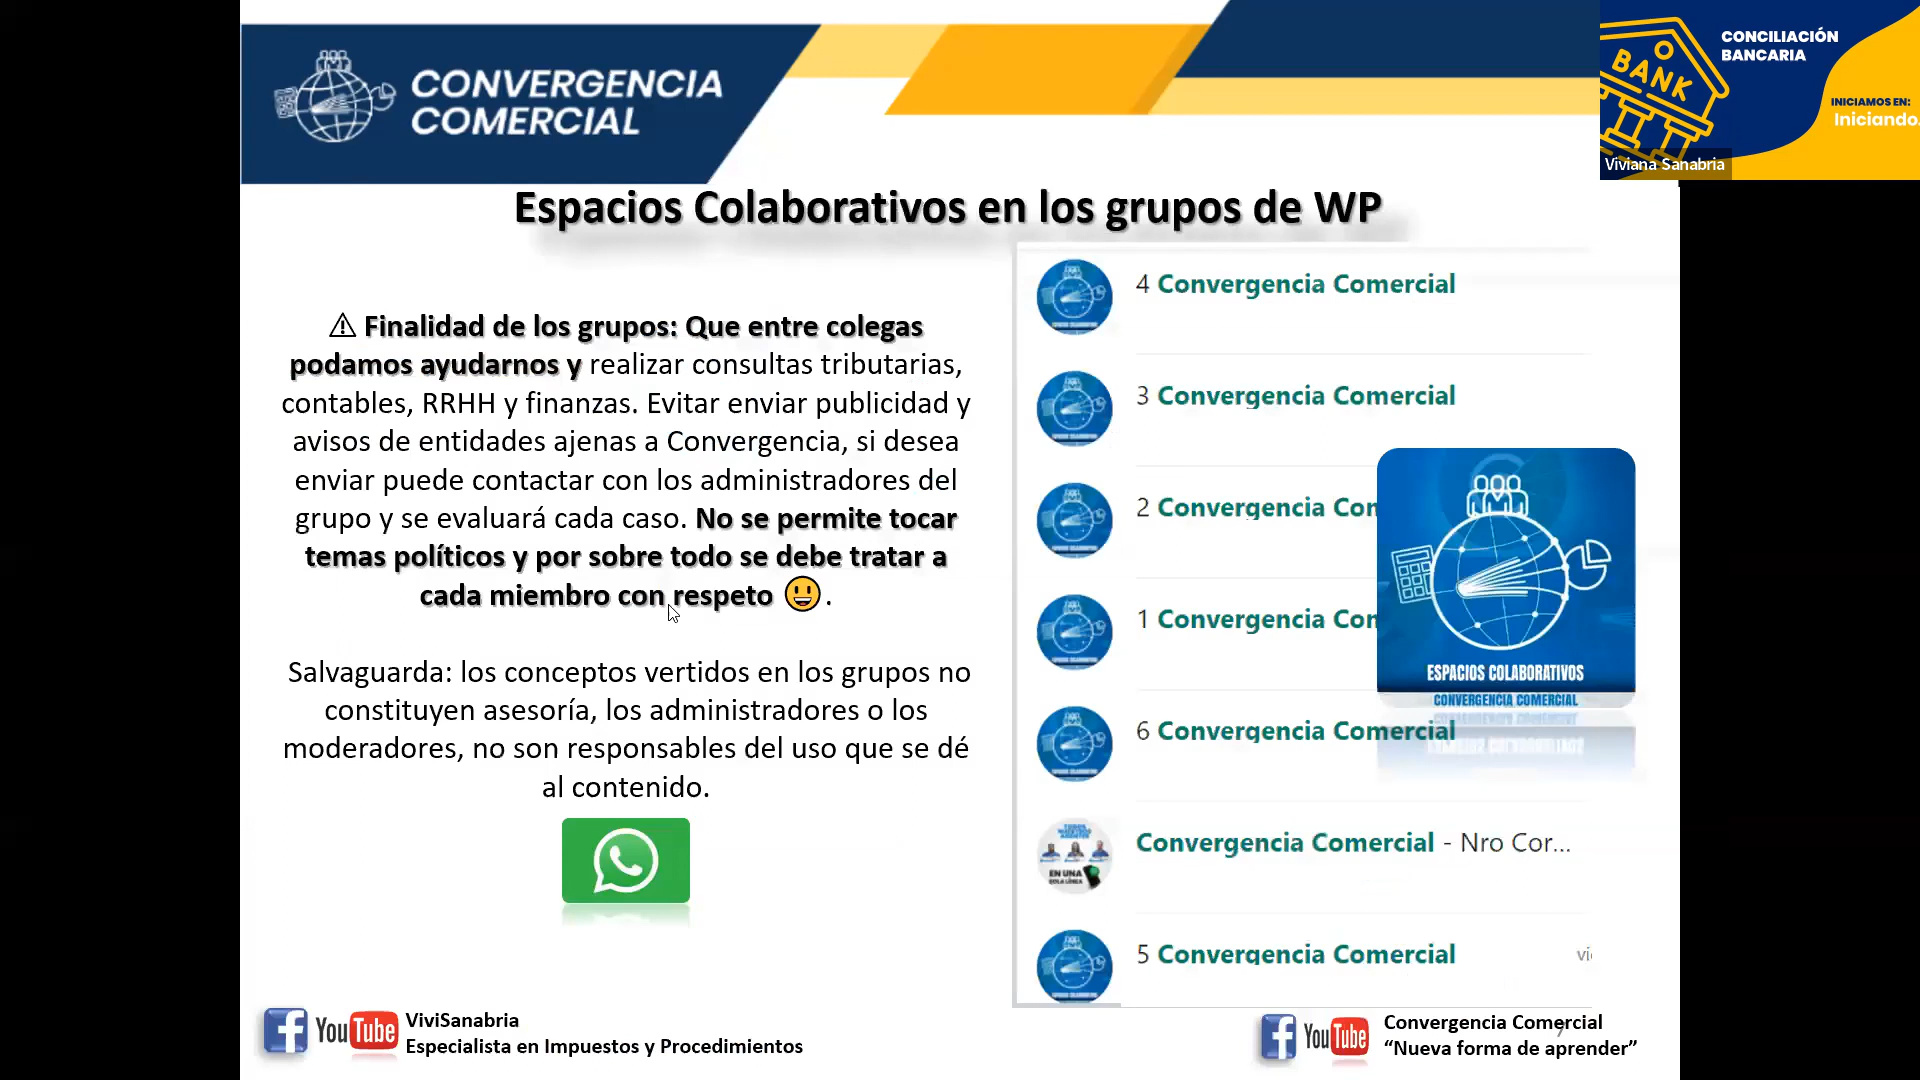 CONVERGENCIA
COMERCIAL
BANK
CONCILIACIÓN
BANCARIA
INICIAMOS EN:
Iniciando.
Viviana Sanabria
Espacios Colaborativos en los grupos de WP
⚠ Finalidad de los grupos: Que entre colegas
podamos ayudarnos y realizar consultas tributarias,
contables, RRHH y finanzas. Evitar enviar publicidad y
avisos de entidades ajenas a Convergencia, si desea
enviar puede contactar con los administradores del
grupo y se evaluará cada caso. No se permite tocar
temas políticos y por sobre todo se debe tratar a
cada miembro con respeto 😃.
Salvaguarda: los conceptos vertidos en los grupos no
constituyen asesoría, los administradores o los
moderadores, no son responsables del uso que se dé
al contenido.
4 Convergencia Comercial
3 Convergencia Comercial
2 Convergencia Con
1 Convergencia Con
6 Convergencia Comercial
Convergencia Comercial - Nro Cor...
EN UNA
SOLA LÍNEA
5 Convergencia Comercial
ESPACIOS COLABORATIVOS
CONVERGENCIA COMERCIAL
YouTube
ViviSanabria
Especialista en Impuestos y Procedimientos
YouTube
Convergencia Comercial
“Nueva forma de aprender”
7